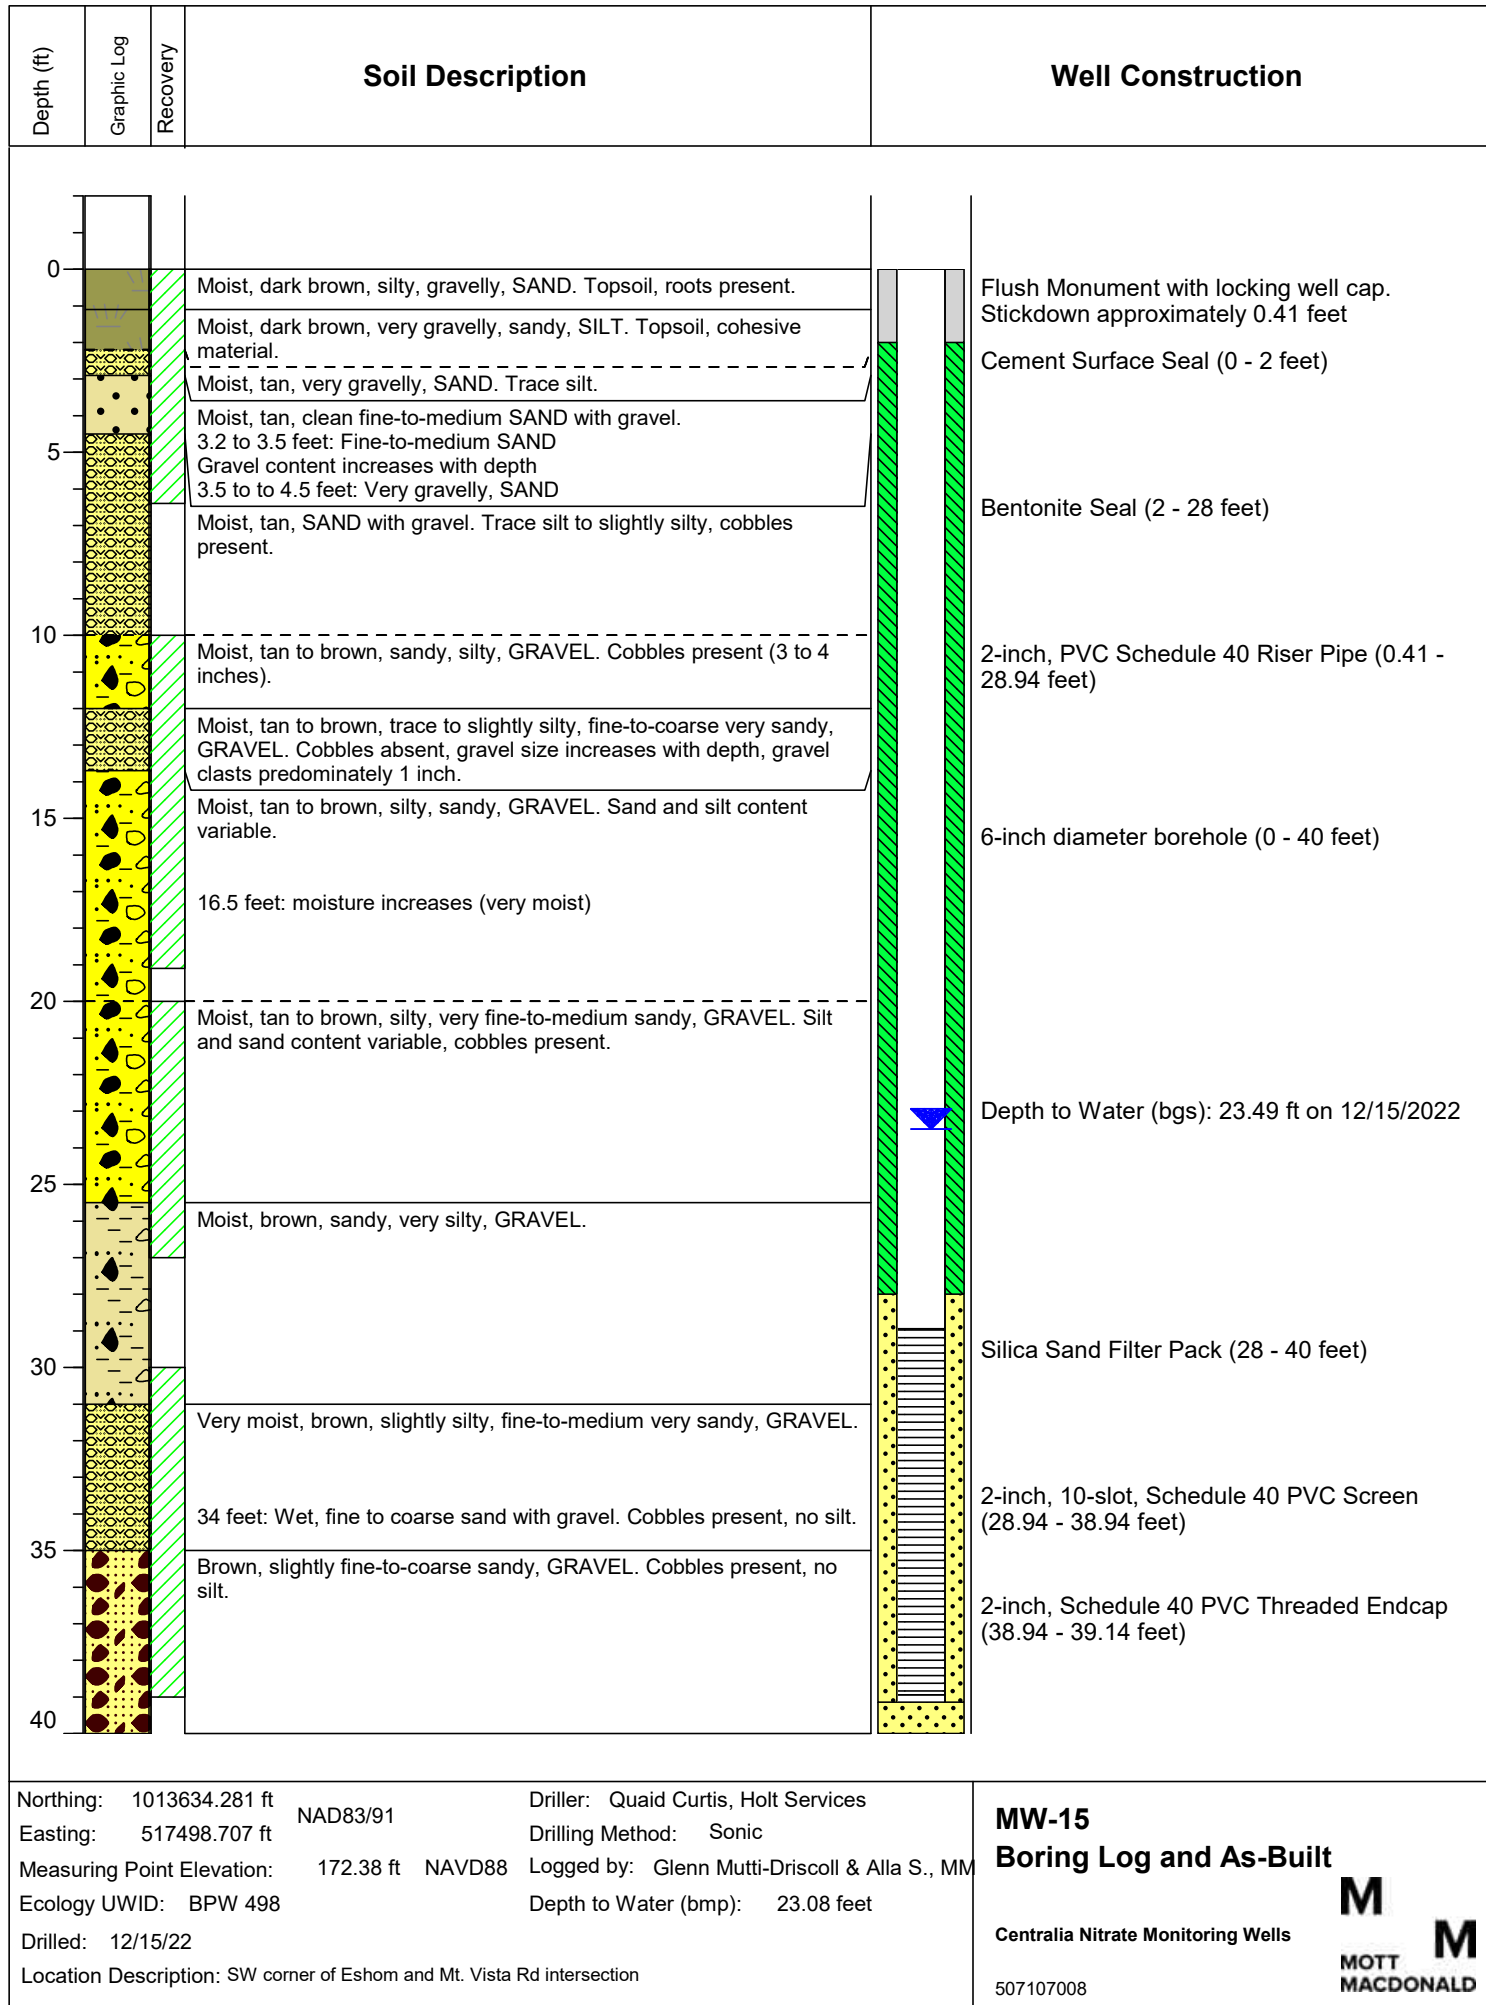 Depth (ft)
Graphic Log
Recovery
Soil Description
Well Construction
0
5
10
15
20
25
30
35
40
Moist, dark brown, silty, gravelly, SAND. Topsoil, roots present.
Moist, dark brown, very gravelly, sandy, SILT. Topsoil, cohesive
material.
Moist, tan, very gravelly, SAND. Trace silt.
Moist, tan, clean fine-to-medium SAND with gravel.
3.2 to 3.5 feet: Fine-to-medium SAND
Gravel content increases with depth
3.5 to to 4.5 feet: Very gravelly, SAND
Moist, tan, SAND with gravel. Trace silt to slightly silty, cobbles
present.
Moist, tan to brown, sandy, silty, GRAVEL. Cobbles present (3 to 4
inches).
Moist, tan to brown, trace to slightly silty, fine-to-coarse very sandy,
GRAVEL. Cobbles absent, gravel size increases with depth, gravel
clasts predominately 1 inch.
Moist, tan to brown, silty, sandy, GRAVEL. Sand and silt content
variable.
16.5 feet: moisture increases (very moist)
Moist, tan to brown, silty, very fine-to-medium sandy, GRAVEL. Silt
and sand content variable, cobbles present.
Moist, brown, sandy, very silty, GRAVEL.
Very moist, brown, slightly silty, fine-to-medium very sandy, GRAVEL.
34 feet: Wet, fine to coarse sand with gravel. Cobbles present, no silt.
Brown, slightly fine-to-coarse sandy, GRAVEL. Cobbles present, no
silt.
Flush Monument with locking well cap.
Stickdown approximately 0.41 feet
Cement Surface Seal (0 - 2 feet)
Bentonite Seal (2 - 28 feet)
2-inch, PVC Schedule 40 Riser Pipe (0.41 -
28.94 feet)
6-inch diameter borehole (0 - 40 feet)
Depth to Water (bgs): 23.49 ft on 12/15/2022
Silica Sand Filter Pack (28 - 40 feet)
2-inch, 10-slot, Schedule 40 PVC Screen
(28.94 - 38.94 feet)
2-inch, Schedule 40 PVC Threaded Endcap
(38.94 - 39.14 feet)
Northing: 1013634.281 ft
NAD83/91
Easting: 517498.707 ft
Measuring Point Elevation: 172.38 ft NAVD88
Ecology UWID: BPW 498
Drilled: 12/15/22
Location Description: SW corner of Eshom and Mt. Vista Rd intersection
Driller: Quaid Curtis, Holt Services
Drilling Method: Sonic
Logged by: Glenn Mutti-Driscoll & Alla S., MM
Depth to Water (bmp): 23.08 feet
MW-15
Boring Log and As-Built
Centralia Nitrate Monitoring Wells
507107008
M
M
MOTT
MACDONALD